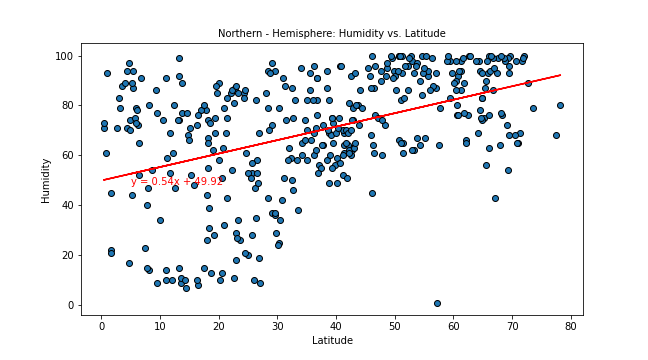 Northern - Hemisphere: Humidity vs. Latitude
100
80
60
40
20
0
Humidity
y = 0.54x + 49.92
0 10 20 30 40 50 60 70 80
Latitude